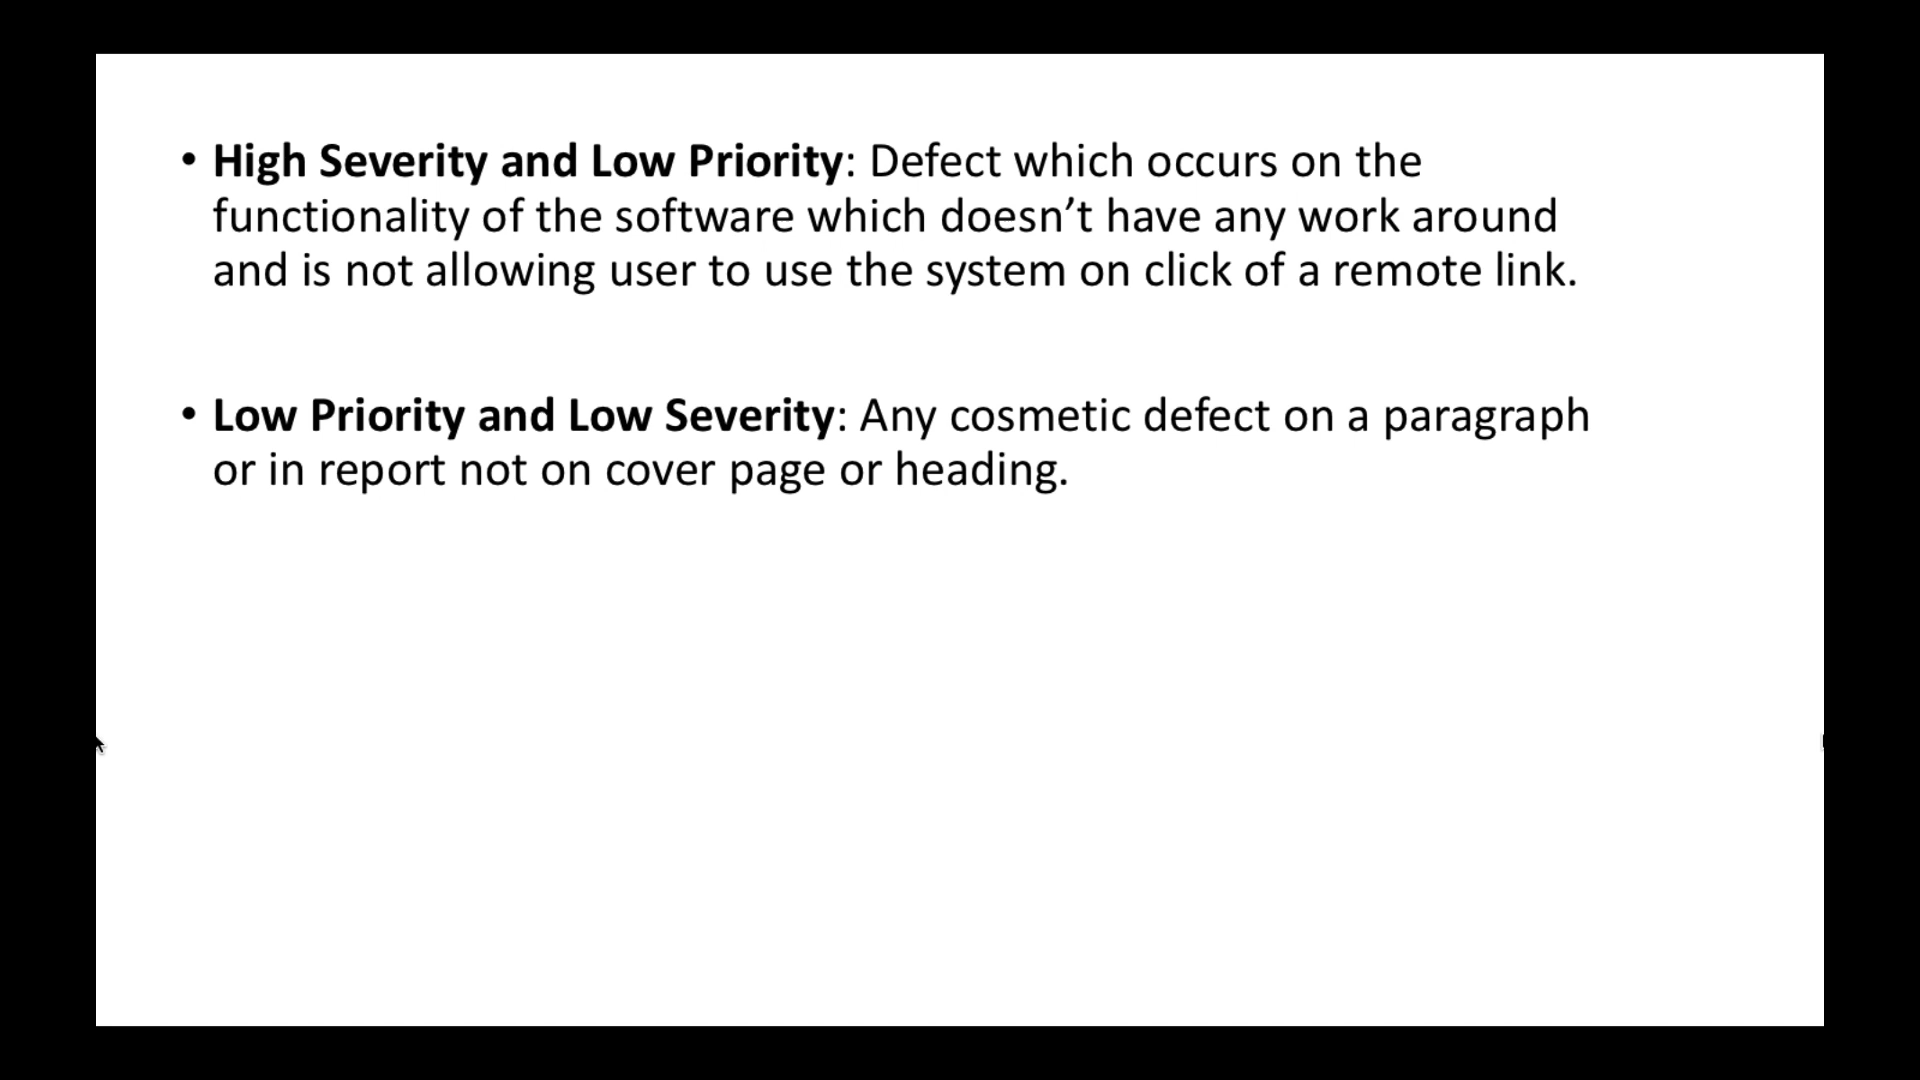 • High Severity and Low Priority: Defect which occurs on the
functionality of the software which doesn’t have any work around
and is not allowing user to use the system on click of a remote link.
• Low Priority and Low Severity: Any cosmetic defect on a paragraph
or in report not on cover page or heading.